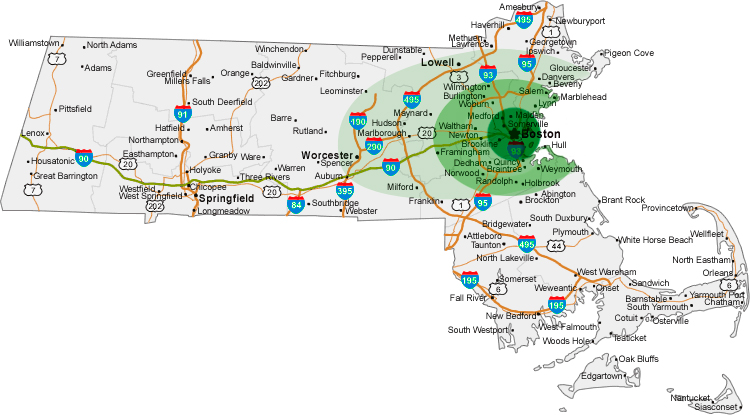 Amesbury
495
Newburyport
Haverhill
1
Williamstown
North Adams
Methuen
Lawrence
Georgetown
7
Winchendon
Dunstable
Ipswich
Pigeon Cove
Adams
Baldwinville
Pepperell
Lowell
95
Gloucester
Greenfield
Orange
Gardner
Fitchburg
3
93
Danvers
Millers Falls
202
Wilmington
Beverly
Leominster
Burlington
Salem
Marblehead
495
Woburn
Lynn
Pittsfield
South Deerfield
91
Maynard
Medford
Malden
Barre
190
Hudson
Waltham
Somerville
Lenox
Hatfield
Amherst
Rutland
Marlborough
20
Newton
Boston
Northampton
290
Brookline
Hull
Housatonic
90
Easthampton
Granby
Ware
Worcester
Framingham
93
20
Spencer
90
Dedham
Quincy
Great Barrington
Holyoke
Warren
Auburn
Norwood
Braintree
Weymouth
7
Westfield
Chicopee
Three Rivers
20
395
Milford
Randolph
Holbrook
West Springfield
Springfield
84
Southbridge
Franklin
1
95
Abington
202
Longmeadow
Webster
Brockton
Brant Rock
Provincetown
Bridgewater
South Duxbury
Attleboro
Plymouth
Wellfleet
Taunton
495
44
White Horse Beach
North Lakeville
North Eastham
195
Somerset
West Wareham
Orleans
6
Weweantic
Onset
Sandwich
6
Fall River
195
Barnstable
Yarmouth Port
South Yarmouth
Chatham
New Bedford
Cotuit
Osterville
South Westport
West Falmouth
Woods Hole
Teaticket
Oak Bluffs
Edgartown
Nantucket
Siasconset